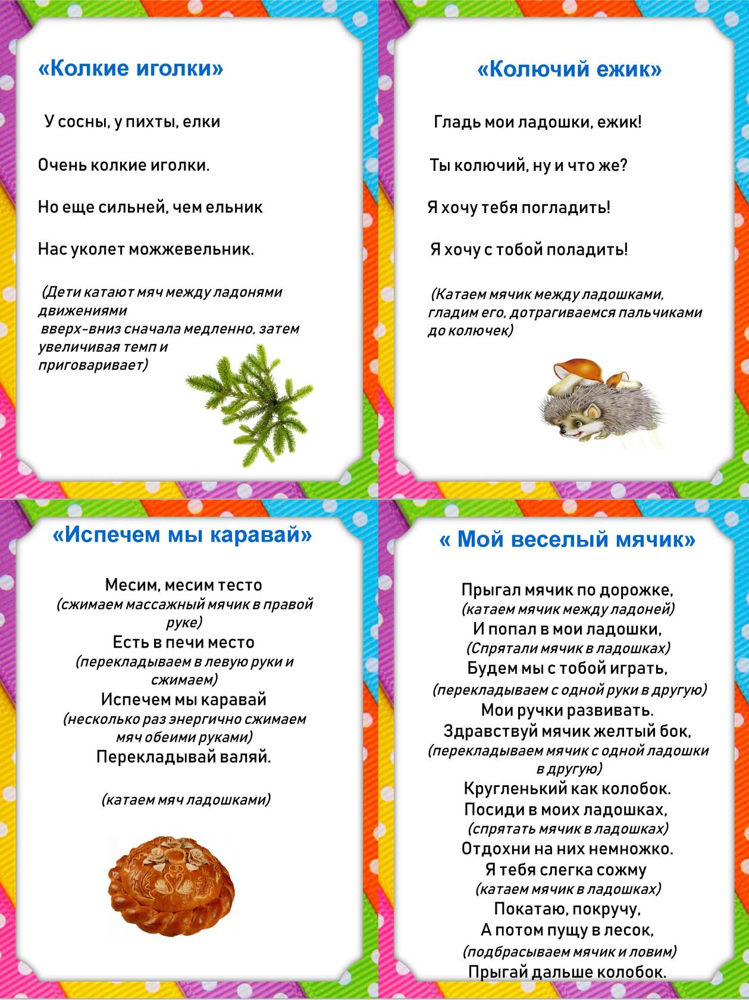 «Колкие иголки»
У сосны, у пихты, елки
Очень колкие иголки.
Но еще сильней, чем ельник
Нас уколет можжевельник.
(Дети катают мяч между ладонями
движениями
вверх-вниз сначала медленно, затем
увеличивая темп и
приговаривает)
«Колючий ежик»
Гладь мои ладошки, ежик!
Ты колючий, ну и что же?
Я хочу тебя погладить!
Я хочу с тобой поладить!
(Катаем мячик между ладошками,
гладим его, дотрагиваемся пальчиками
до колючек)
«Испечем мы каравай»
Месим, месим тесто
(сжимаем массажный мячик в правой
руке)
Есть в печи место
(перекладываем в левую руки и
сжимаем)
Испечем мы каравай
(несколько раз энергично сжимаем
мяч обеими руками)
Перекладывай валяй.
(катаем мяч ладошками)
« Мой веселый мячик»
Прыгал мячик по дорожке,
(катаем мячик между ладоней)
И попал в мои ладошки,
(Спрятали мячик в ладошках)
Будем мы с тобой играть,
(перекладываем с одной руки в другую)
Мои ручки развивать.
Здравствуй мячик желтый бок,
(перекладываем мячик с одной ладошки
в другую)
Кругленький как колобок.
Посиди в моих ладошках,
(спрятать мячик в ладошках)
Отдохни на них немножко.
Я тебя слегка сожму
(катаем мячик в ладошках)
Покатаю, покручу,
А потом пущу в лесок,
(подбрасываем мячик и ловим)
Прыгай дальше колобок.